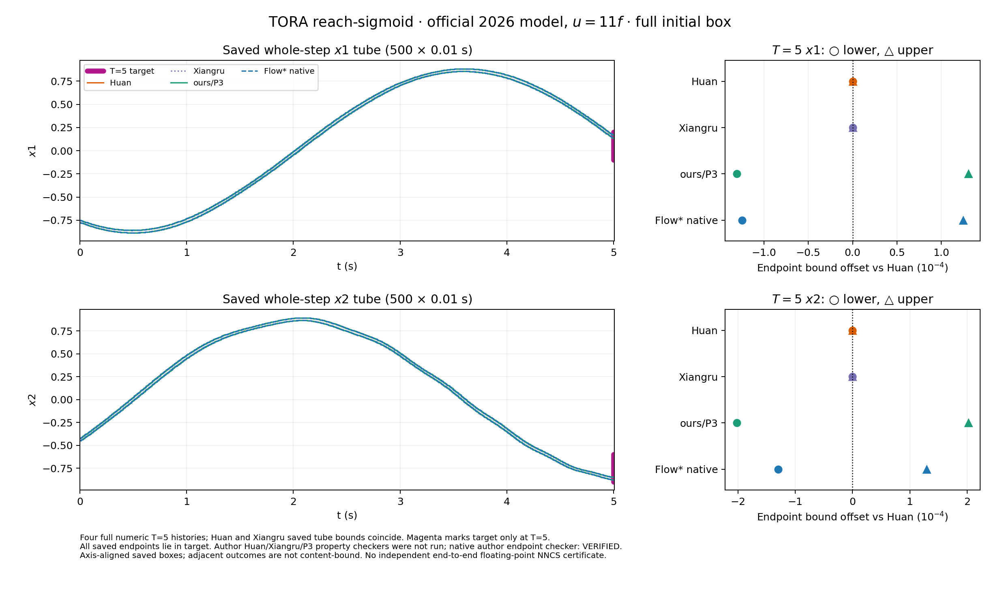 TORA reach-sigmoid · official 2026 model, u = 11f · full initial box
Saved whole-step x1 tube (500 × 0.01 s)
T=5 target
Huan
Xiangru
ours/P3
Flow* native
0.75
0.50
0.25
0.00
−0.25
−0.50
−0.75
x1
0 1 2 3 4 5
t (s)
T = 5 x1: ○ lower, △ upper
Huan
Xiangru
ours/P3
Flow* native
−1.0 −0.5 0.0 0.5 1.0
Endpoint bound offset vs Huan (10⁻⁴)
Saved whole-step x2 tube (500 × 0.01 s)
0.75
0.50
0.25
0.00
−0.25
−0.50
−0.75
x2
0 1 2 3 4 5
t (s)
T = 5 x2: ○ lower, △ upper
Huan
Xiangru
ours/P3
Flow* native
−2 −1 0 1 2
Endpoint bound offset vs Huan (10⁻⁴)
Four full numeric T=5 histories; Huan and Xiangru saved tube bounds coincide. Magenta marks target only at T=5.
All saved endpoints lie in target. Author Huan/Xiangru/P3 property checkers were not run; native author endpoint checker: VERIFIED.
Axis-aligned saved boxes; adjacent outcomes are not content-bound. No independent end-to-end floating-point NNCS certificate.